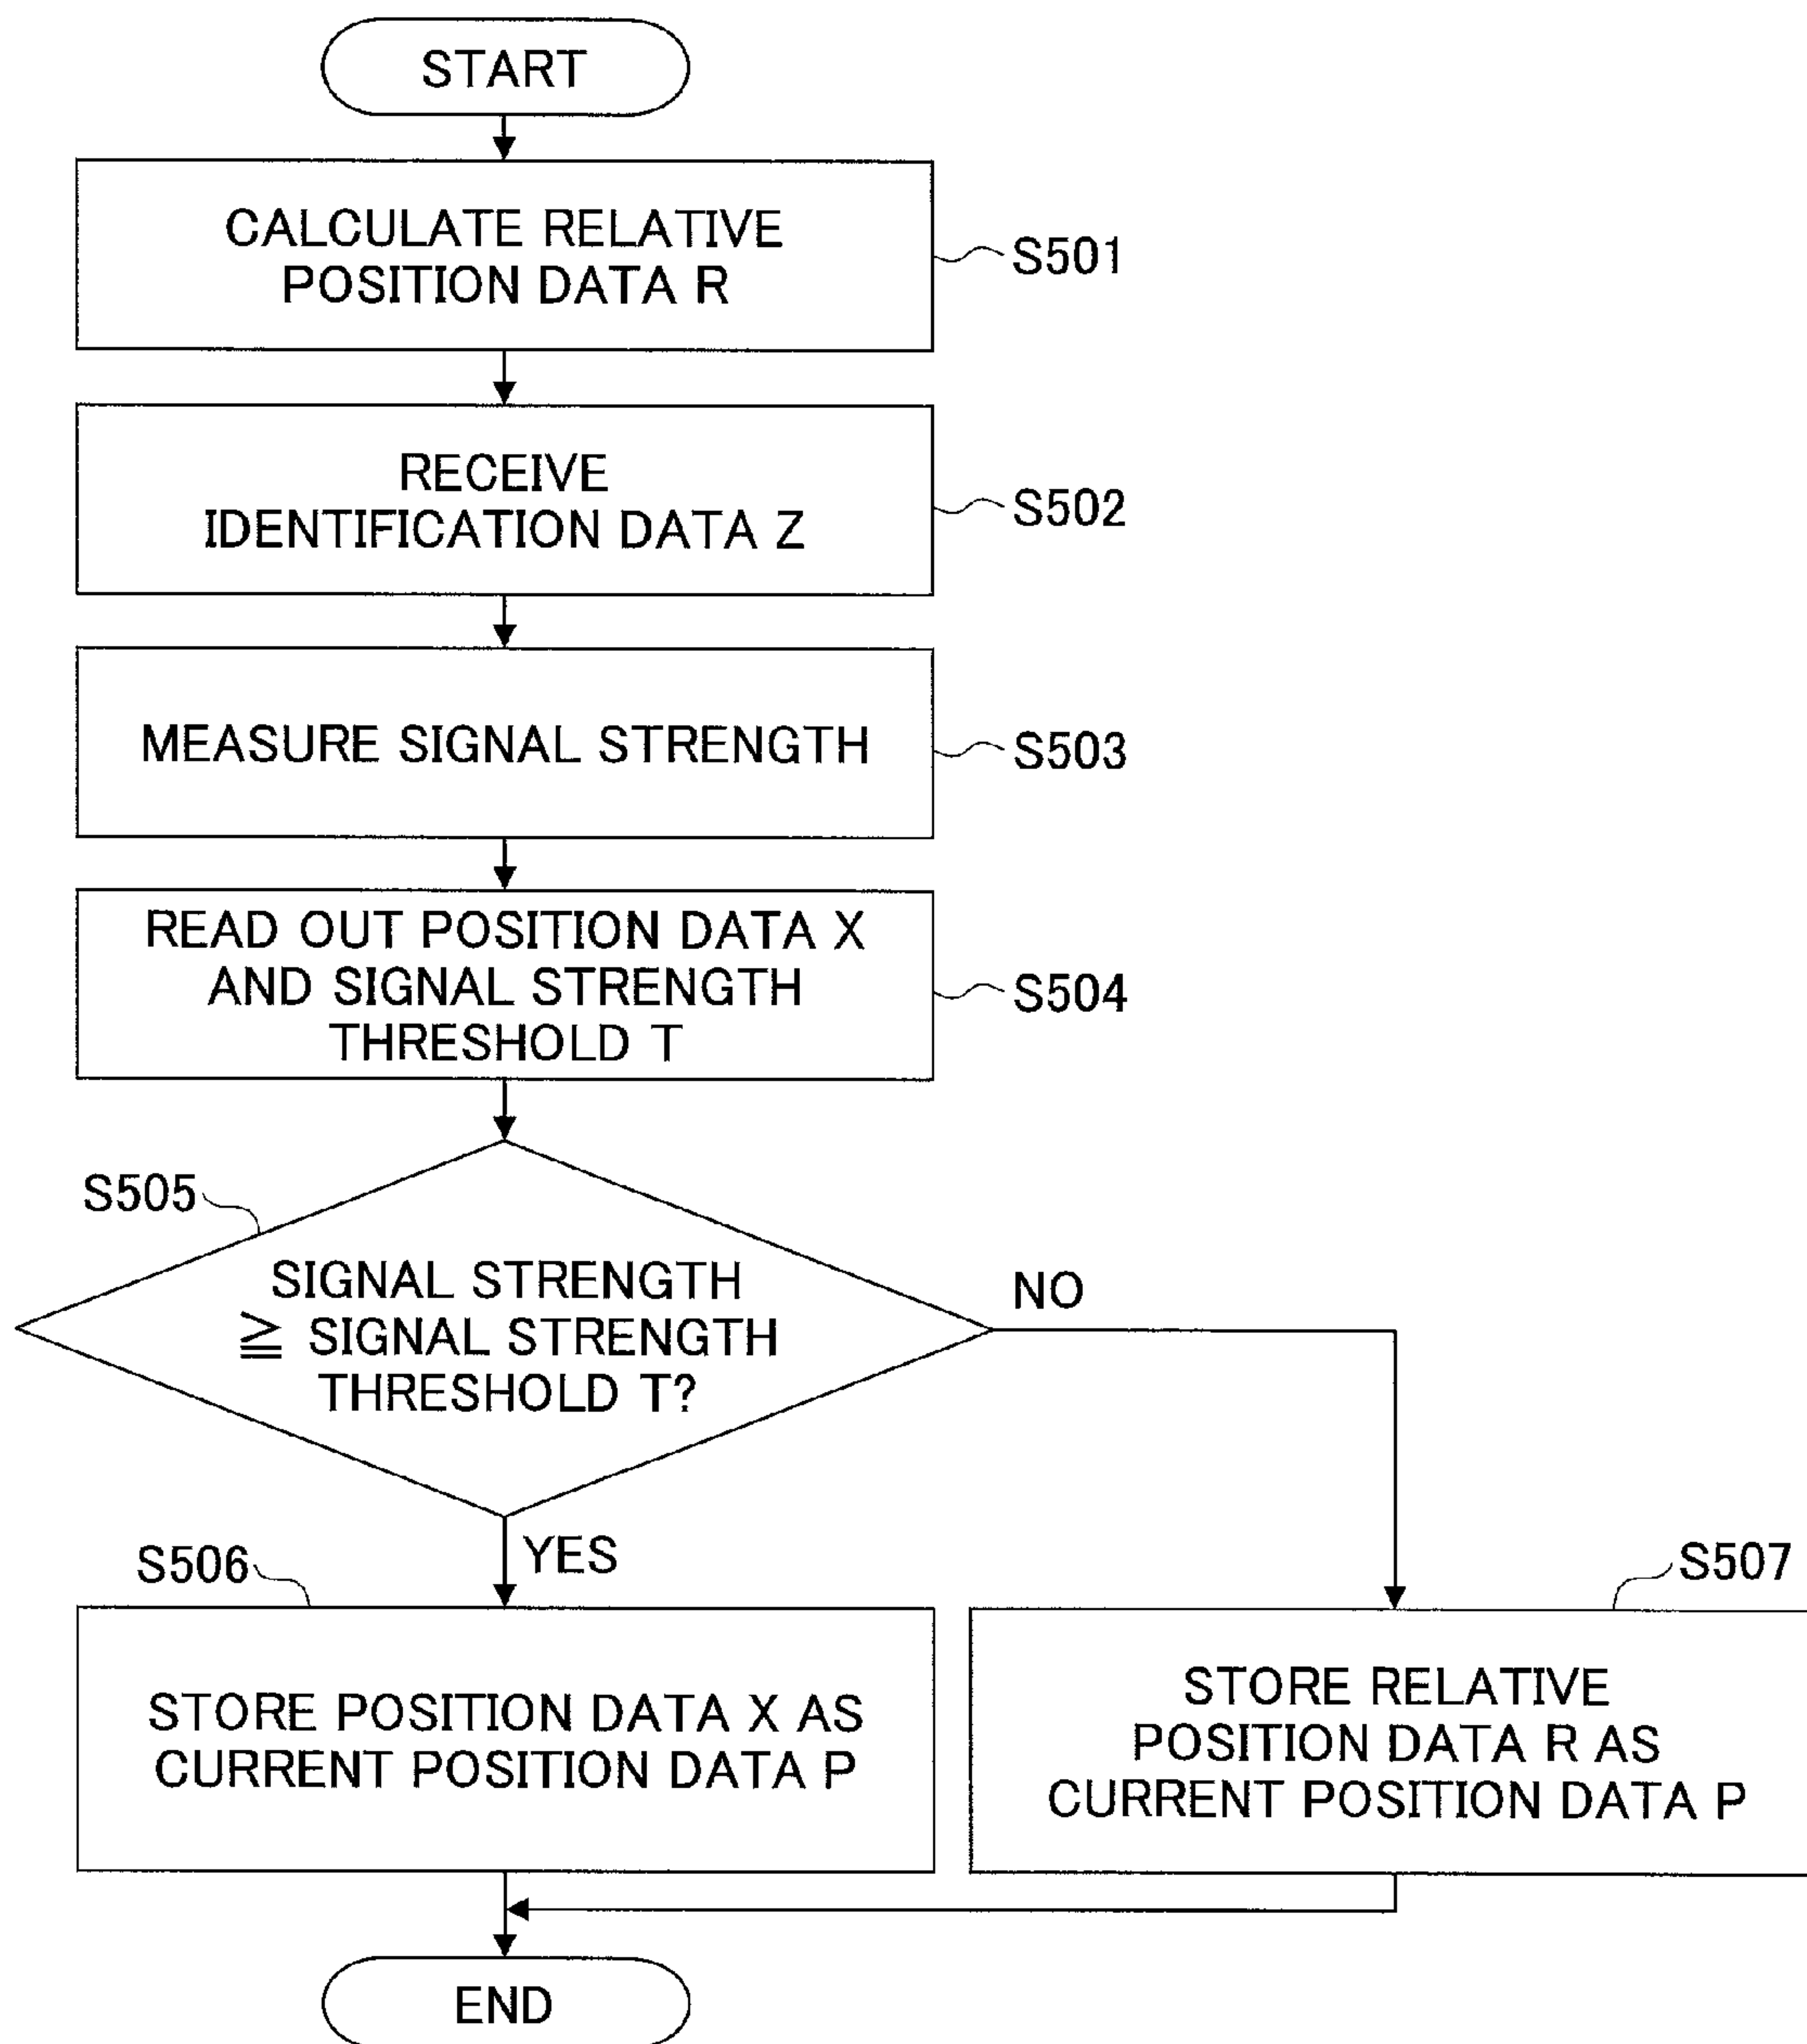 START
CALCULATE RELATIVE
POSITION DATA R
S501
RECEIVE
IDENTIFICATION DATA Z
S502
MEASURE SIGNAL STRENGTH
S503
READ OUT POSITION DATA X
AND SIGNAL STRENGTH
THRESHOLD T
S504
S505
SIGNAL STRENGTH
≧ SIGNAL STRENGTH
THRESHOLD T?
NO
YES
S506
STORE POSITION DATA X AS
CURRENT POSITION DATA P
S507
STORE RELATIVE
POSITION DATA R AS
CURRENT POSITION DATA P
END